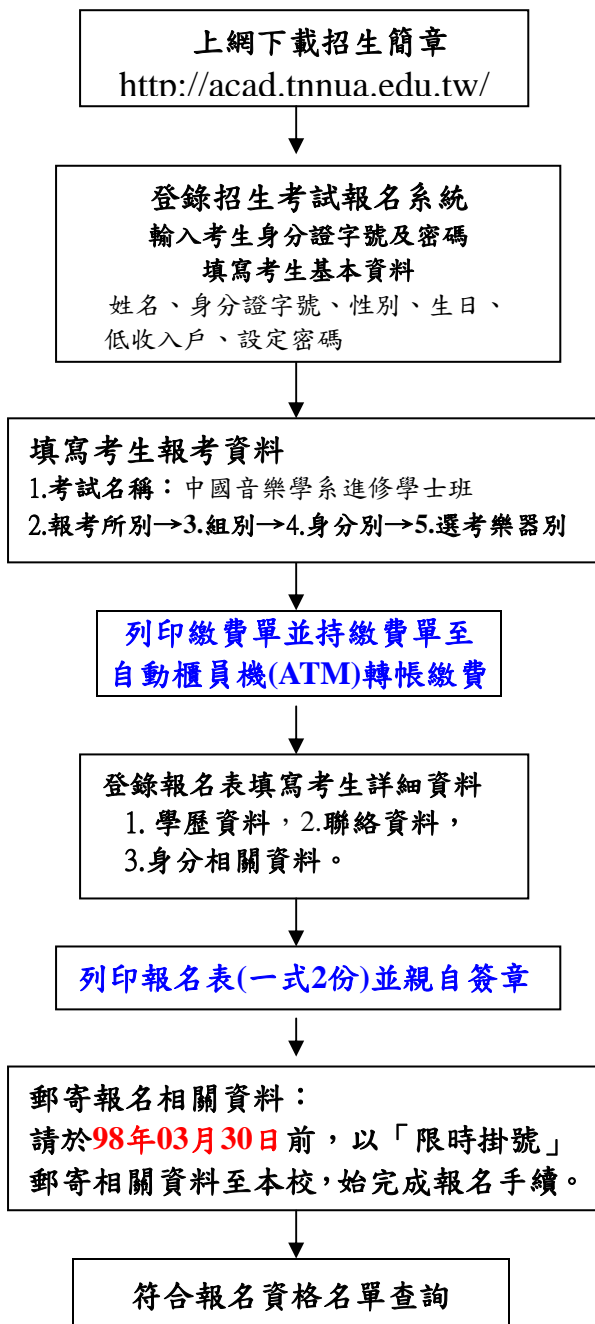 上網下載招生簡章
http://acad.tnnua.edu.tw/
登錄招生考試報名系統
輸入考生身分證字號及密碼
填寫考生基本資料
姓名、身分證字號、性別、生日、
低收入戶、設定密碼
填寫考生報考資料
1.考試名稱：中國音樂學系進修學士班
2.報考所別→3.組別→4.身分別→5.選考樂器別
列印繳費單並持繳費單至
自動櫃員機(ATM)轉帳繳費
登錄報名表填寫考生詳細資料
1. 學歷資料，2.聯絡資料，
3.身分相關資料。
列印報名表(一式2份)並親自簽章
郵寄報名相關資料：
請於98年03月30日前，以「限時掛號」
郵寄相關資料至本校，始完成報名手續。
符合報名資格名單查詢